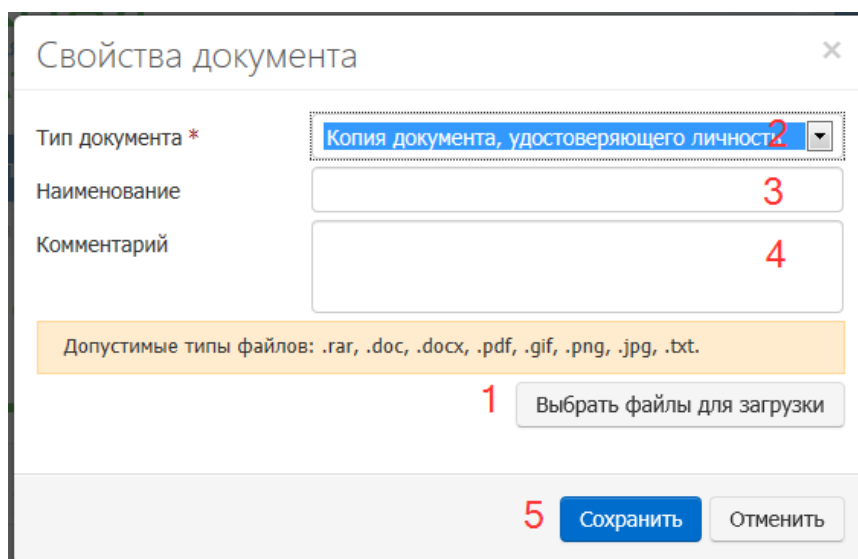 Свойства документа ×
Тип документа * Копия документа, удостоверяющего личность 2
Наименование 3
Комментарий 4
Допустимые типы файлов: .rar, .doc, .docx, .pdf, .gif, .png, .jpg, .txt.
1 Выбрать файлы для загрузки
5 Сохранить Отменить